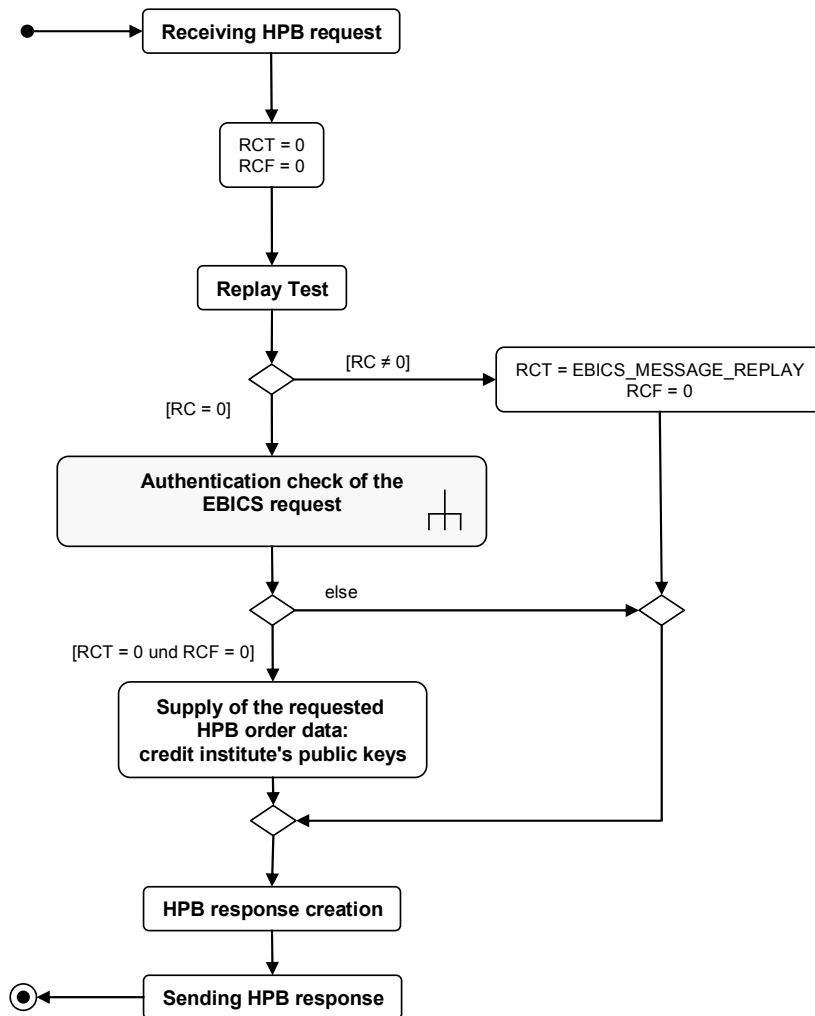 Receiving HPB request
RCT = 0
RCF = 0
Replay Test
[RC ≠ 0]
RCT = EBICS_MESSAGE_REPLAY
RCF = 0
[RC = 0]
Authentication check of the
EBICS request
else
[RCT = 0 und RCF = 0]
Supply of the requested
HPB order data:
credit institute's public keys
HPB response creation
Sending HPB response